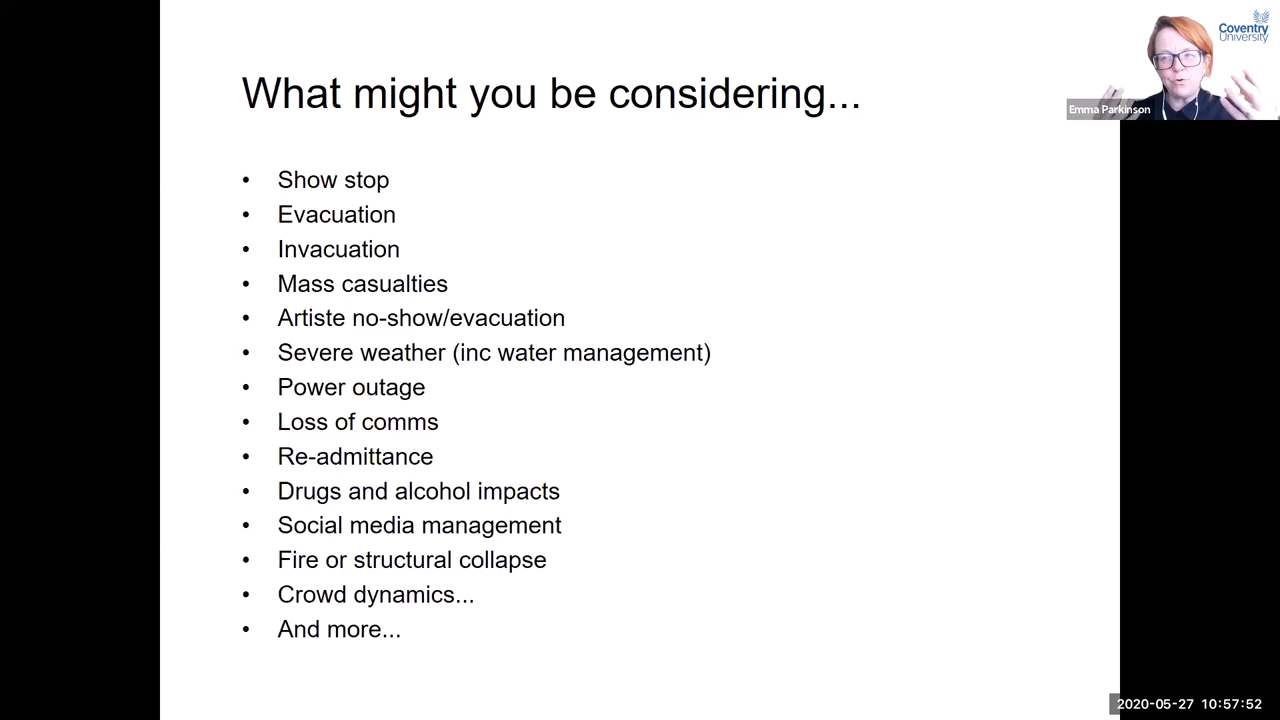 Coventry
University
Emma Parkinson
What might you be considering...
• Show stop
• Evacuation
• Invacuation
• Mass casualties
• Artiste no-show/evacuation
• Severe weather (inc water management)
• Power outage
• Loss of comms
• Re-admittance
• Drugs and alcohol impacts
• Social media management
• Fire or structural collapse
• Crowd dynamics...
• And more...
2020-05-27 10:57:52